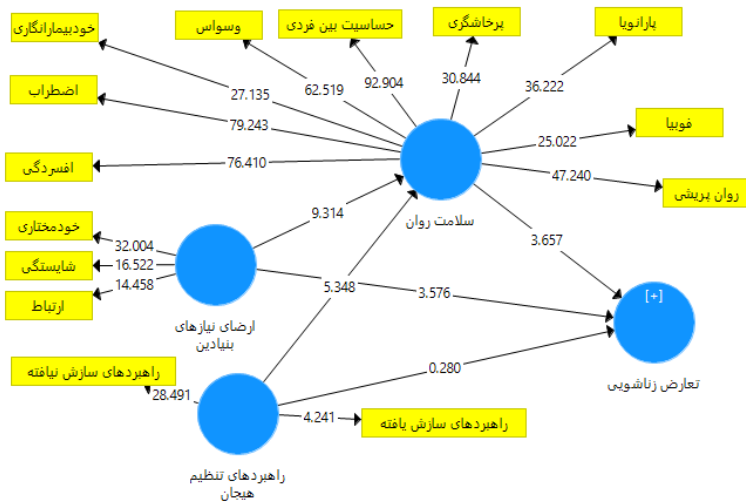 خودبیمارانگاری
وسواس
حساسیت بین فردی
پرخاشگری
پارانویا
27.135
62.519
92.904
30.844
36.222
اضطراب
79.243
25.022
فوبیا
افسردگی
76.410
47.240
روان پریشی
سلامت روان
9.314
3.657
خودمختاری
32.004
شایستگی
16.522
ارتباط
14.458
5.348
3.576
ارضای نیازهای
بنیادین
[+]
تعارض زناشویی
0.280
راهبردهای سازش نیافته
28.491
4.241
راهبردهای سازش یافته
راهبردهای تنظیم
هیجان